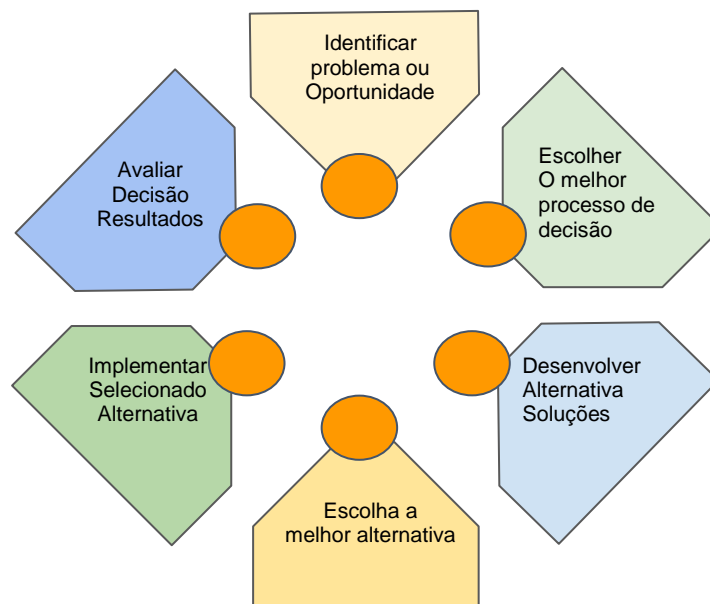 Identificar
problema ou
Oportunidade
Escolher
O melhor
processo de
decisão
Desenvolver
Alternativa
Soluções
Escolha a
melhor alternativa
Implementar
Selecionado
Alternativa
Avaliar
Decisão
Resultados